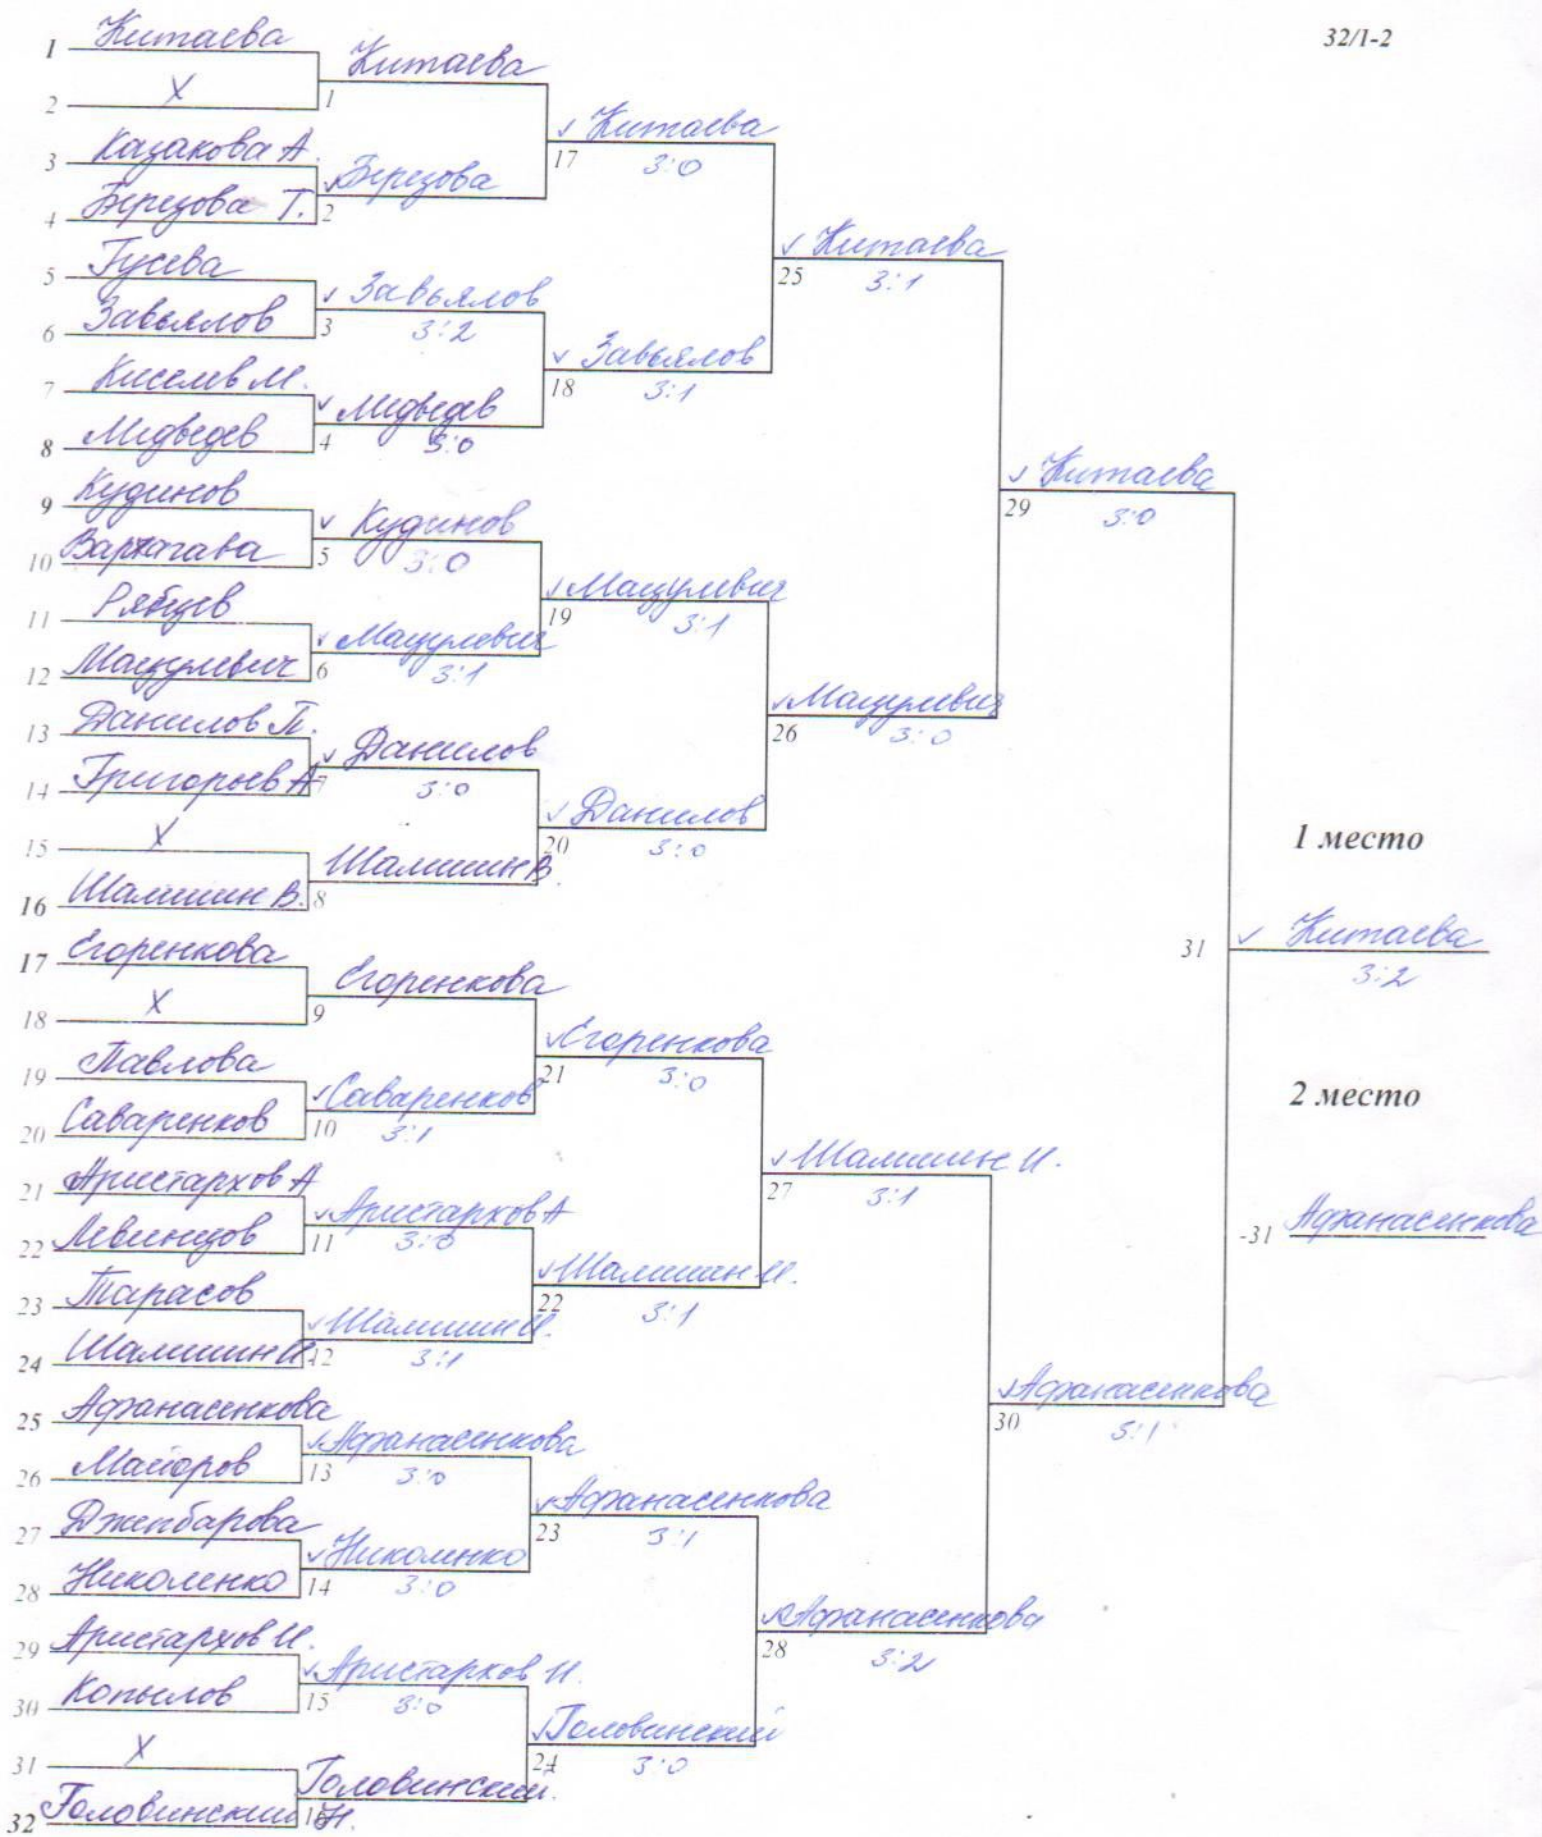 32/1-2
1 Китаева
2 X
3 Казакова А.
4 Березова Т.
5 Гусева
6 Завьялов
7 Киселев М.
8 Медведев
9 Кудинов
10
11 Рябцев
12 Мацулевич
13 Данилов П.
14 Григорьев А
15 X
16 Шамшин В.
17 Егоренкова
18 X
19 Павлова
20 Саваренков
21 Аристархов А
22 Левинцов
23 Тарасов
24 Шамшин И.
25 Афанасенкова
26 Майоров
27 Джепбарова
28 Николенко
29 Аристархов И.
30 Копылов
31 X
32 Головинский Н.
1 Китаева
2 Березова
3 Завьялов
3:2
4 Медведев
3:0
5 Кудинов
3:0
6 Мацулевич
3:1
7 Данилов
3:0
8 Шамшин В
9 Егоренкова
10 Саваренков
3:1
11 Аристархов А
3:0
12 Шамшин И.
3:1
13 Афанасенкова
3:0
14 Николенко
3:0
15 Аристархов И.
3:0
16 Головинский
17 Китаева
3:0
18 Завьялов
3:1
19 Мацулевич
3:1
20 Данилов
3:0
21 Егоренкова
3:0
22 Шамшин И.
3:1
23 Афанасенкова
3:1
24 Головинский
3:0
25 Китаева
3:1
26 Мацулевич
3:0
27 Шамшин И.
3:1
28 Афанасенкова
3:2
29 Китаева
3:0
30 Афанасенкова
3:1
1 место
31 Китаева
3:2
2 место
-31 Афанасенкова